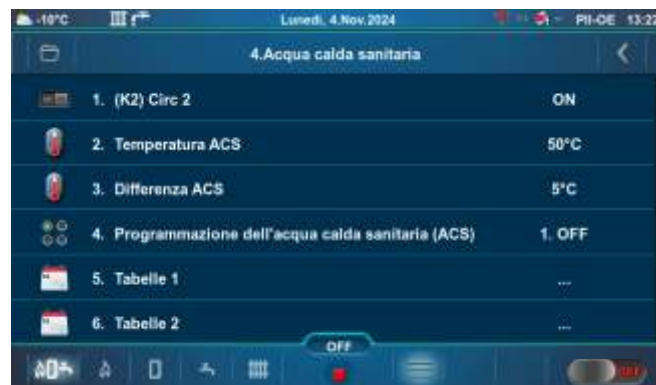 -10°C Lunedi, 4.Nov.2024 PII-OE 13:22
4.Acqua calda sanitaria
1. (K2) Circ 2 ON
2. Temperatura ACS 50°C
3. Differenza ACS 5°C
4. Programmazione dell'acqua calda sanitaria (ACS) 1. OFF
5. Tabelle 1 ...
6. Tabelle 2 ...
OFF
OFF